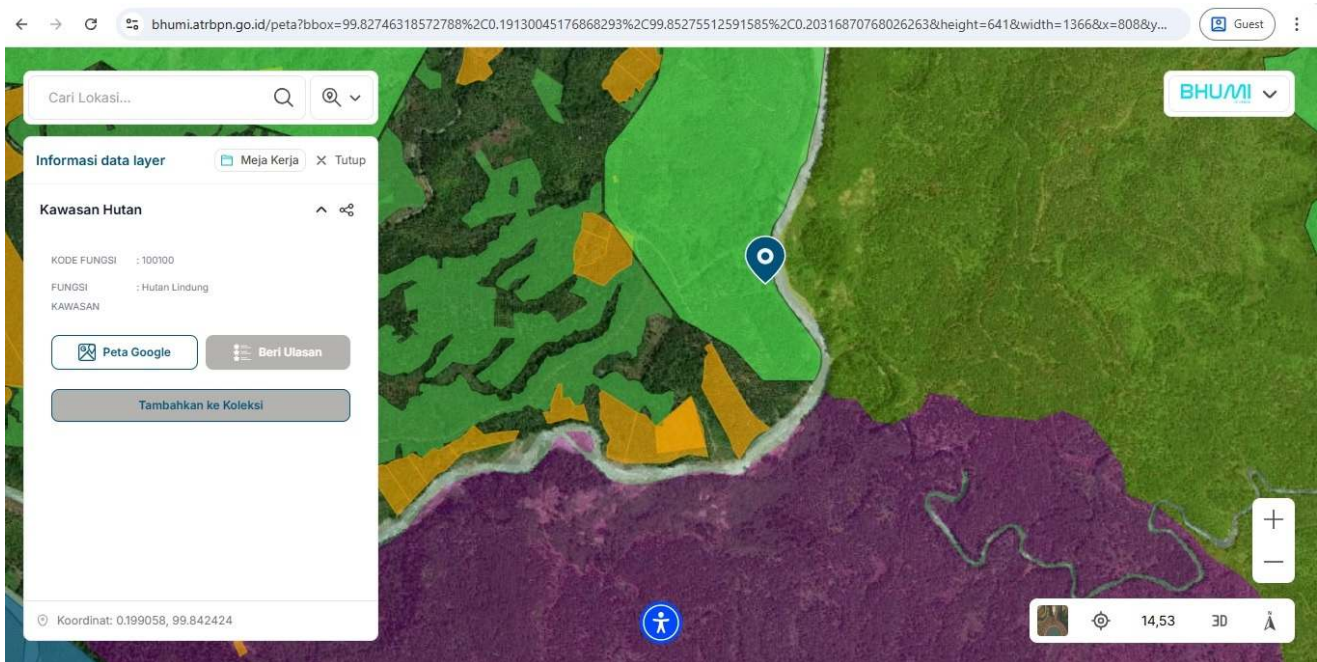 bhumi.atrbpn.go.id/peta?bbox=99.82746318572788%2C0.19130045176868293%2C99.85275512591585%2C0.20316870768026263&height=641&width=1366&x=808&y...
Guest
Cari Lokasi...
BHUMI
Informasi data layer
Meja Kerja
Tutup
Kawasan Hutan
KODE FUNGSI : 100100
FUNGSI : Hutan Lindung
KAWASAN
Peta Google
Beri Ulasan
Tambahkan ke Koleksi
Koordinat: 0.199058, 99.842424
14,53
3D